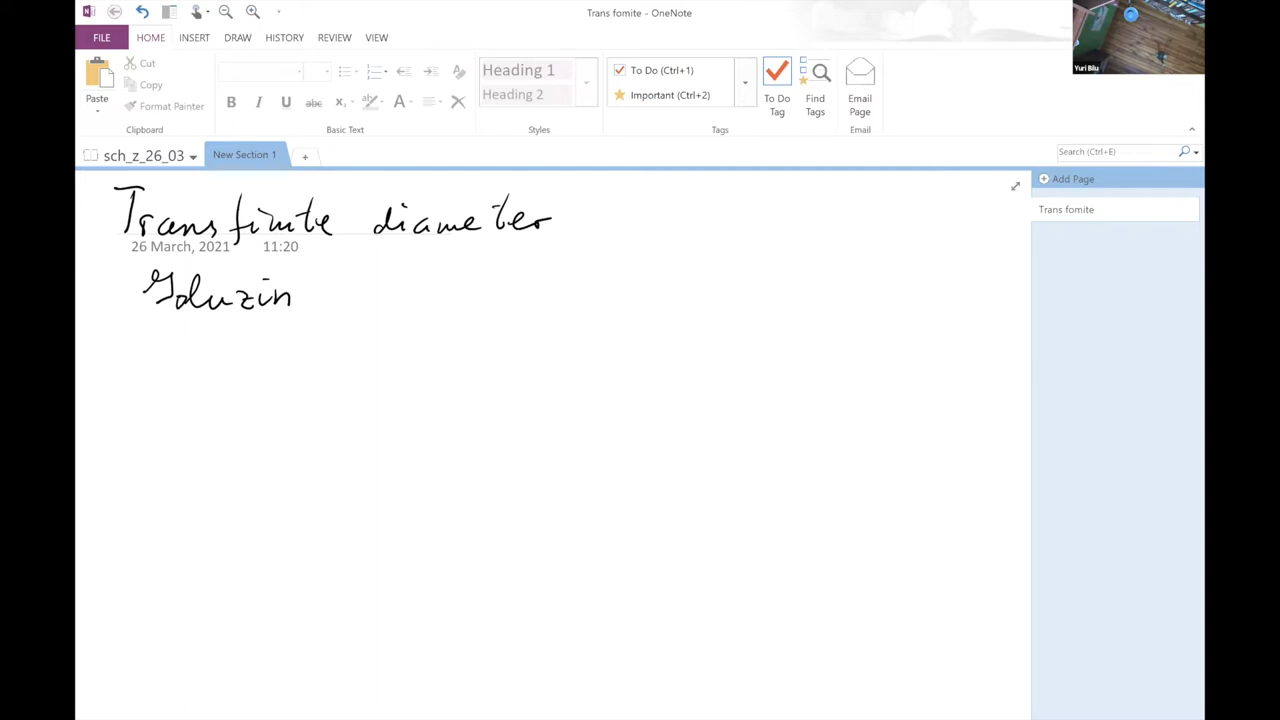 Trans fomite - OneNote
Yuri Bilu
FILE HOME INSERT DRAW HISTORY REVIEW VIEW
Paste
Cut
Copy
Format Painter
Clipboard
B I U abc
Basic Text
Heading 1
Heading 2
Styles
To Do (Ctrl+1)
Important (Ctrl+2)
Tags
To Do
Tag
Find
Tags
Email
Page
Email
sch_z_26_03
New Section 1
Search (Ctrl+E)
Add Page
Trans fomite
Transfinite diameter
26 March, 2021 11:20
Goluzin